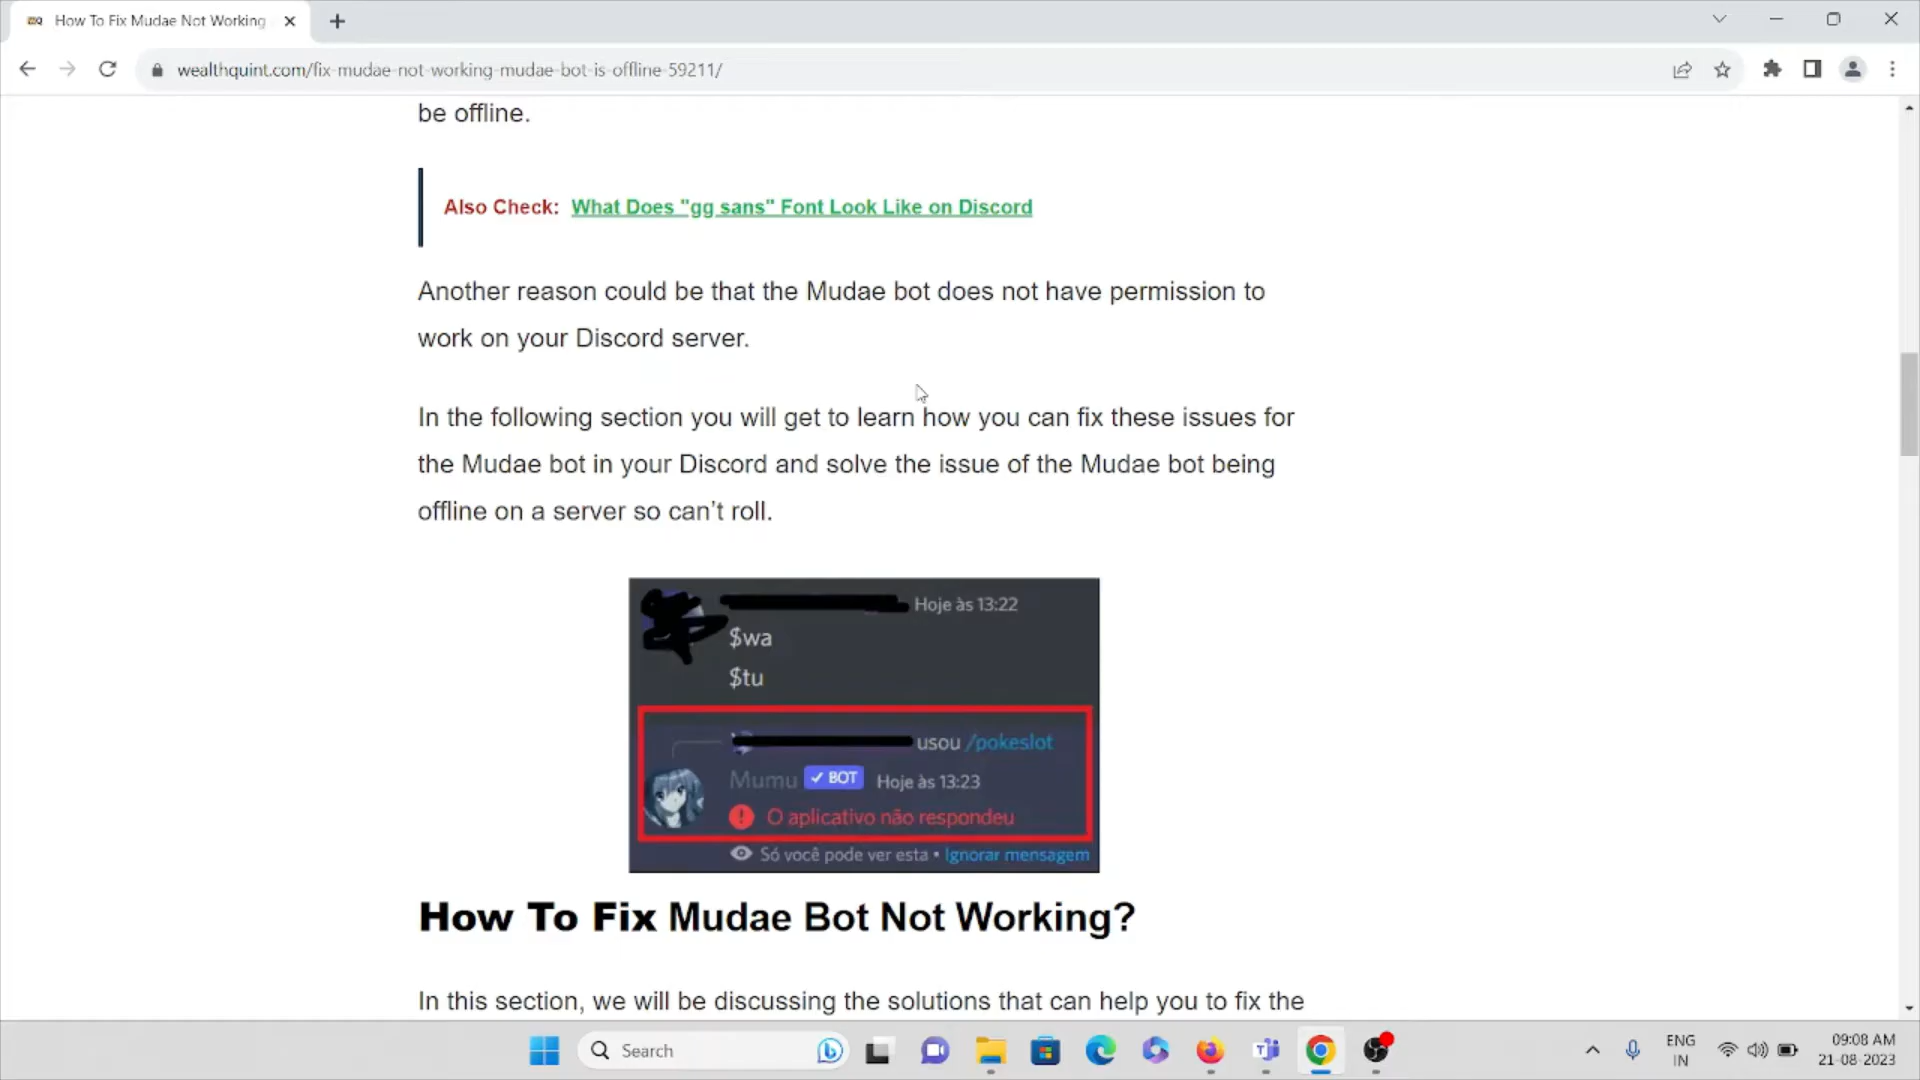 How To Fix Mudae Not Working
wealthquint.com/fix-mudae-not-working-mudae-bot-is-offline-59211/
be offline.
Also Check: What Does "gg sans" Font Look Like on Discord
Another reason could be that the Mudae bot does not have permission to
work on your Discord server.
In the following section you will get to learn how you can fix these issues for
the Mudae bot in your Discord and solve the issue of the Mudae bot being
offline on a server so can’t roll.
Hoje às 13:22
$wa
$tu
usou /pokeslot
Mumu ✓ BOT Hoje às 13:23
O aplicativo não respondeu
Só você pode ver esta • Ignorar mensagem
How To Fix Mudae Bot Not Working?
In this section, we will be discussing the solutions that can help you to fix the
Search
ENG
IN
09:08 AM
21-08-2023